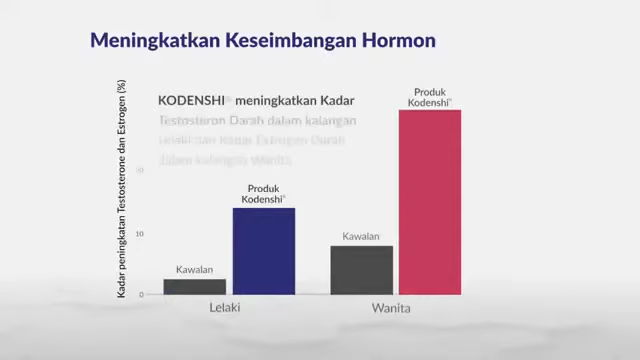 Meningkatkan Keseimbangan Hormon
Kadar peningkatan Testosterone dan Estrogen (%)
KODENSHI® meningkatkan Kadar
Testosteron Darah dalam kalangan
Lelaki dan Kadar Estrogen Darah
dalam kalangan Wanita
Produk
Kodenshi®
Produk
Kodenshi®
Kawalan
Kawalan
10
0
Lelaki
Wanita